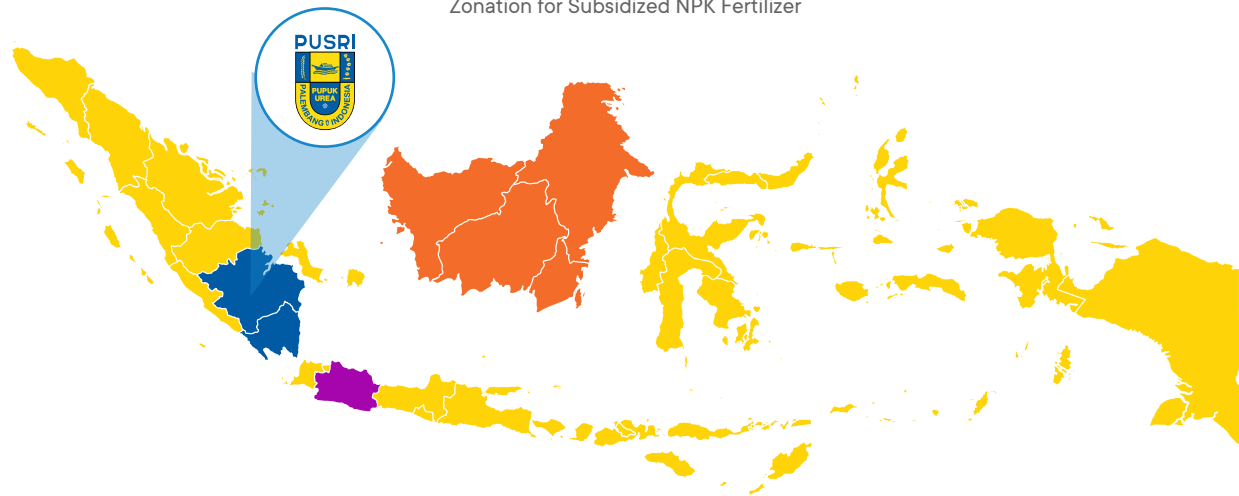 Zonation for Subsidized NPK Fertilizer
PUSRI
PUPUK
UREA
®
PALEMBANG INDONESIA